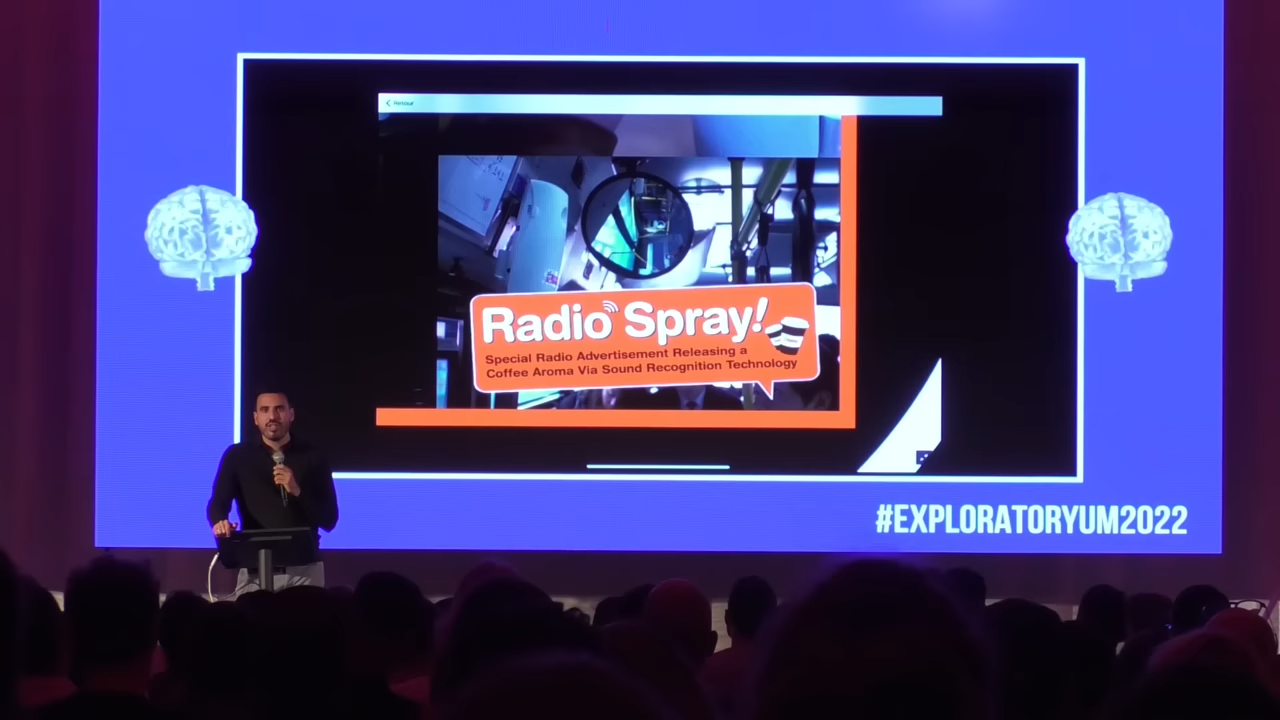 Radio Spray!
Special Radio Advertisement Releasing a
Coffee Aroma Via Sound Recognition Technology
#EXPLORATORYUM2022